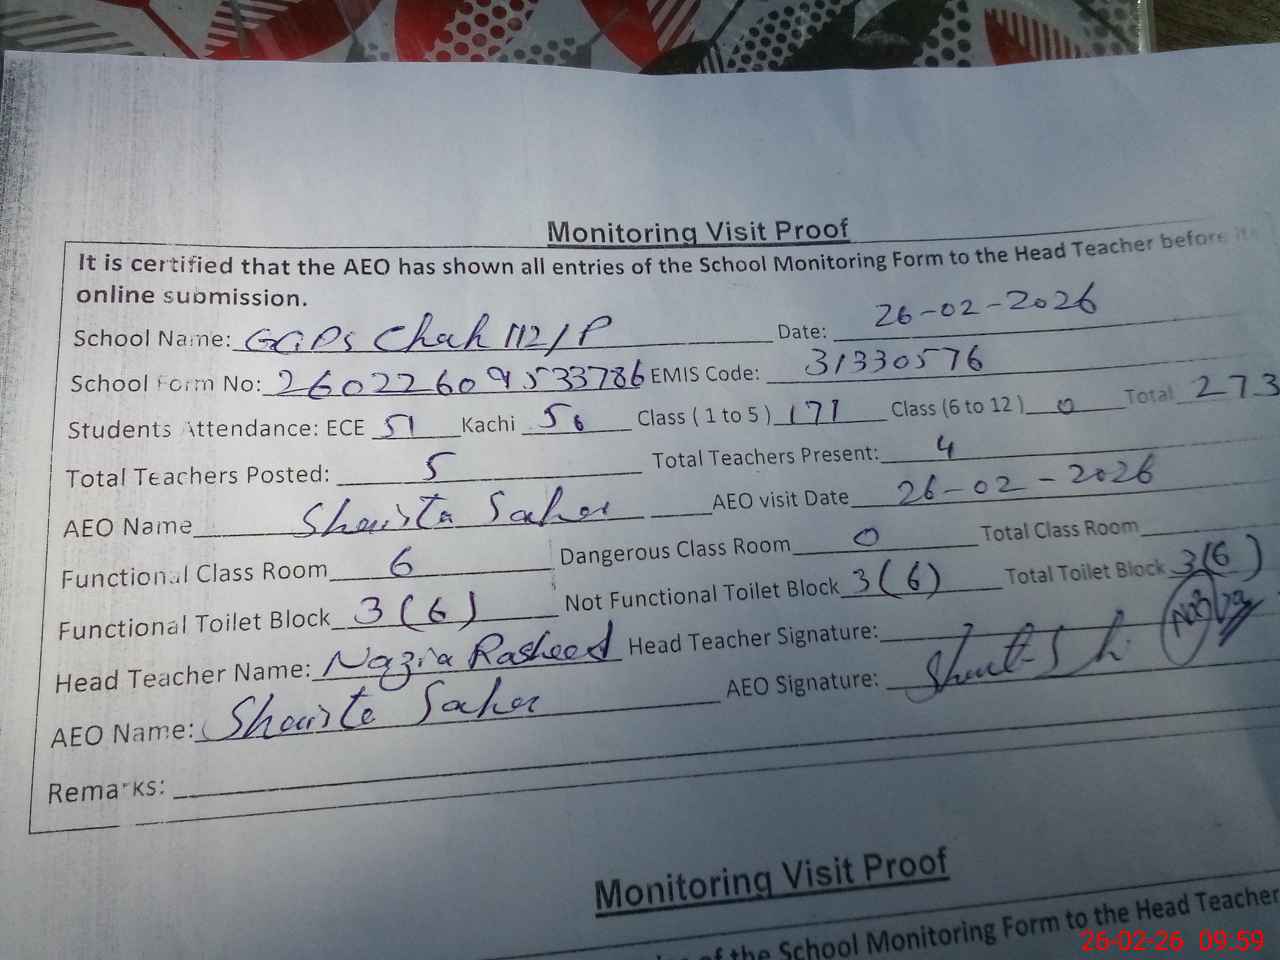 Monitoring Visit Proof
It is certified that the AEO has shown all entries of the School Monitoring Form to the Head Teacher before its
online submission.
School Name: GGPS Chak 112/P Date: 26-02-2026
School Form No: 260226091533786 EMIS Code: 31330576
Students Attendance: ECE 51 Kachi 56 Class ( 1 to 5 ) 171 Class (6 to 12 ) 0 Total 273
Total Teachers Posted: 5 Total Teachers Present: 4
AEO Name Shaista Saher AEO visit Date 26-02-2026
Functional Class Room 6 Dangerous Class Room 0 Total Class Room
Functional Toilet Block 3(6) Not Functional Toilet Block 3(6) Total Toilet Block 3(6)
Head Teacher Name: Nazia Rasheed Head Teacher Signature:
AEO Name: Shaista Saher AEO Signature:
Remarks:
Monitoring Visit Proof
of the School Monitoring Form to the Head Teacher
26-02-26 09:59